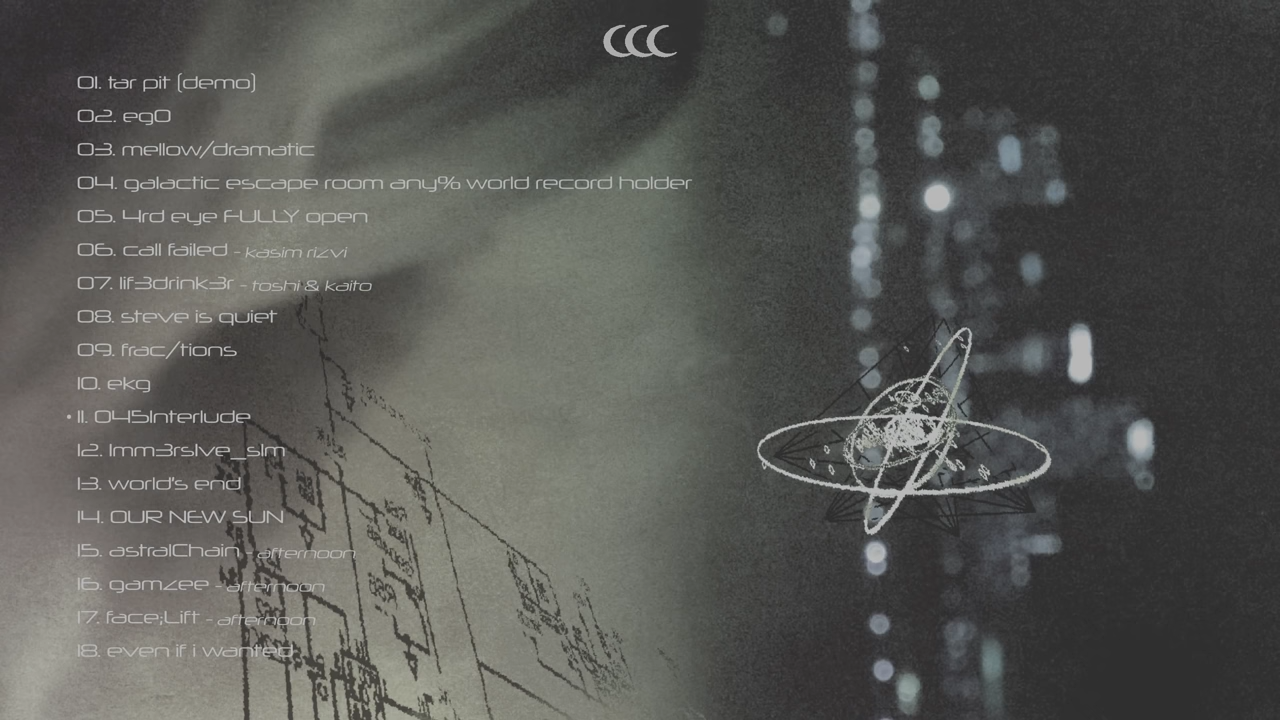 CCC
01. tar pit (demo)
02. eg0
03. mellow/dramatic
04. galactic escape room any% world record holder
05. 4rd eye FULLY open
06. call failed - kasim rizvi
07. lif3drink3r - toshi & kaito
08. steve is quiet
09. frac/tions
10. ekg
• 11. 045Interlude
12. Imm3rsIve_sIm
13. world's end
14. OUR NEW SUN
15. astralChain - afternoon
16. gamzee - afternoon
17. face;Lift - afternoon
18. even if i wanted